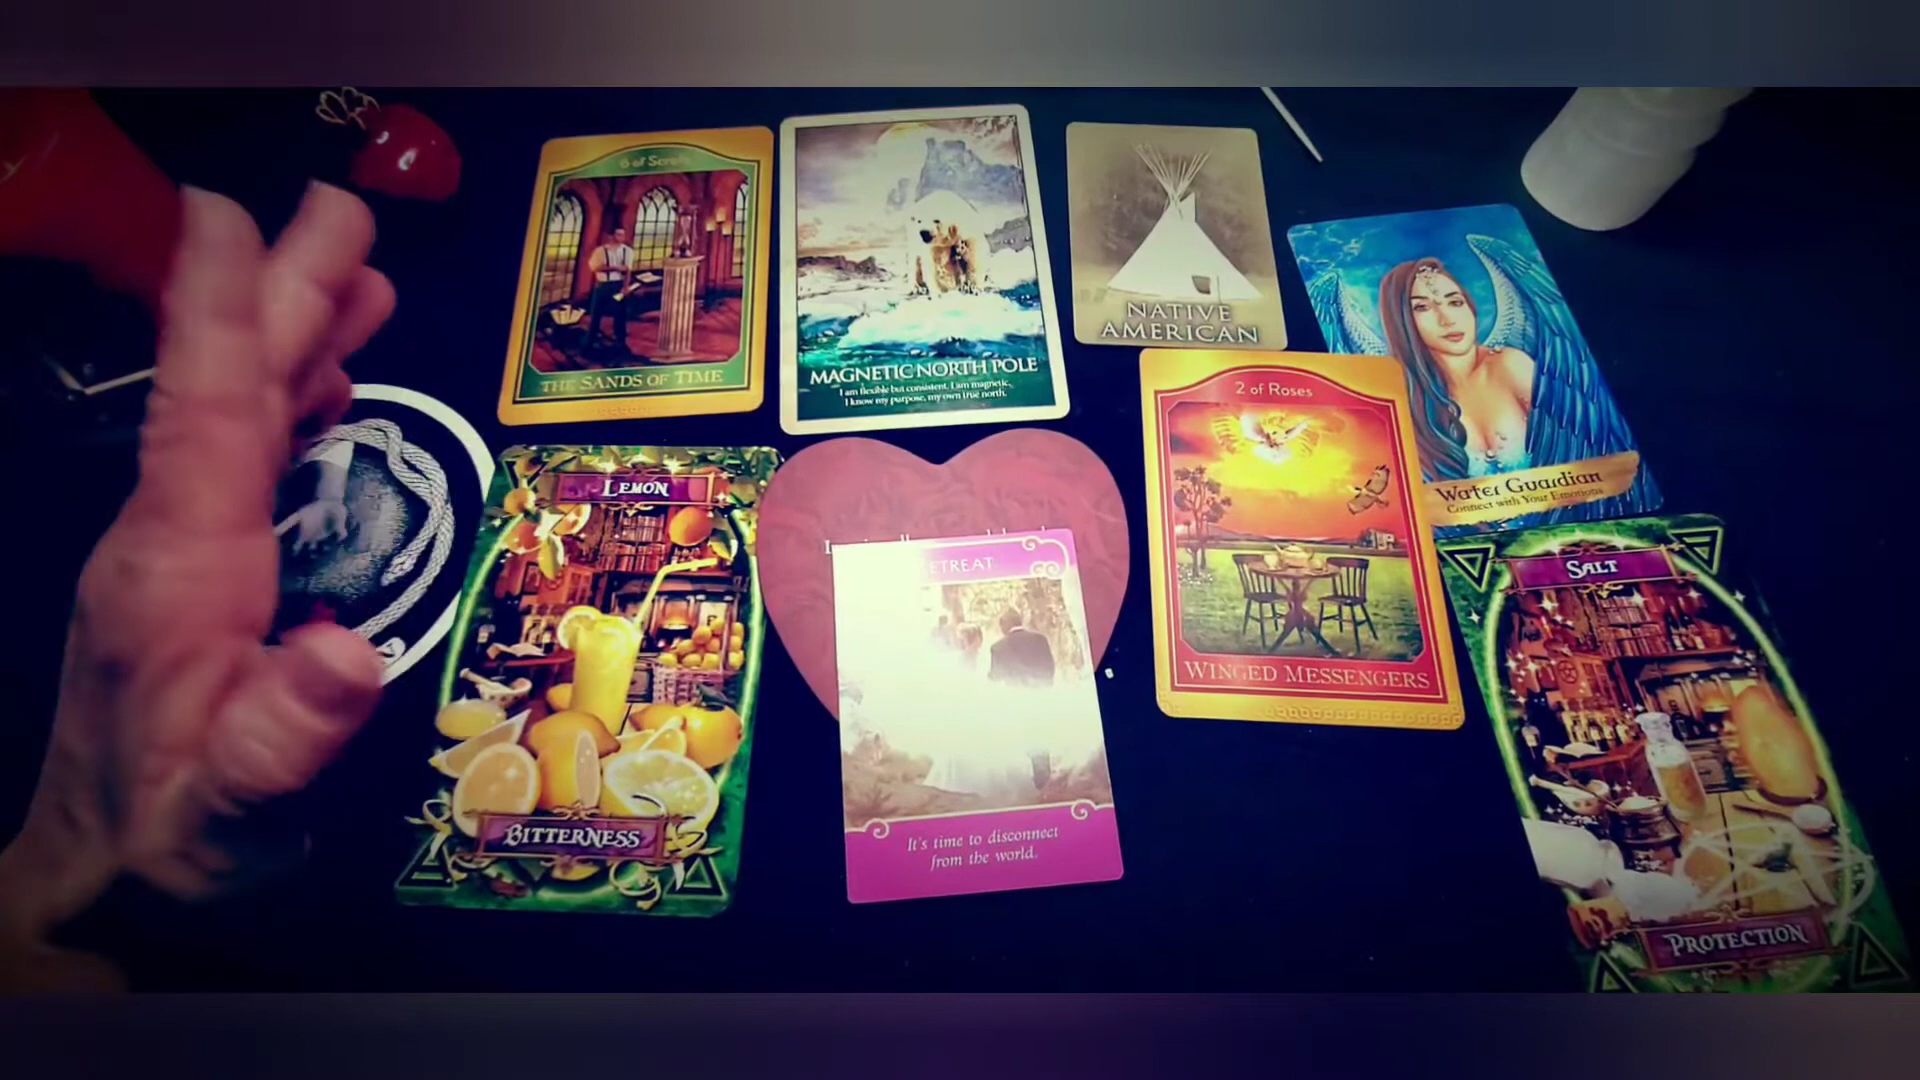 6 of Scrolls
THE SANDS OF TIME
MAGNETIC NORTH POLE
I am flexible but consistent. I am magnetic.
I know my purpose, my own true north.
NATIVE
AMERICAN
Water Guardian
Connect with Your Emotions
2 of Roses
WINGED MESSENGERS
LEMON
BITTERNESS
ETREAT
It's time to disconnect
from the world.
SALT
PROTECTION